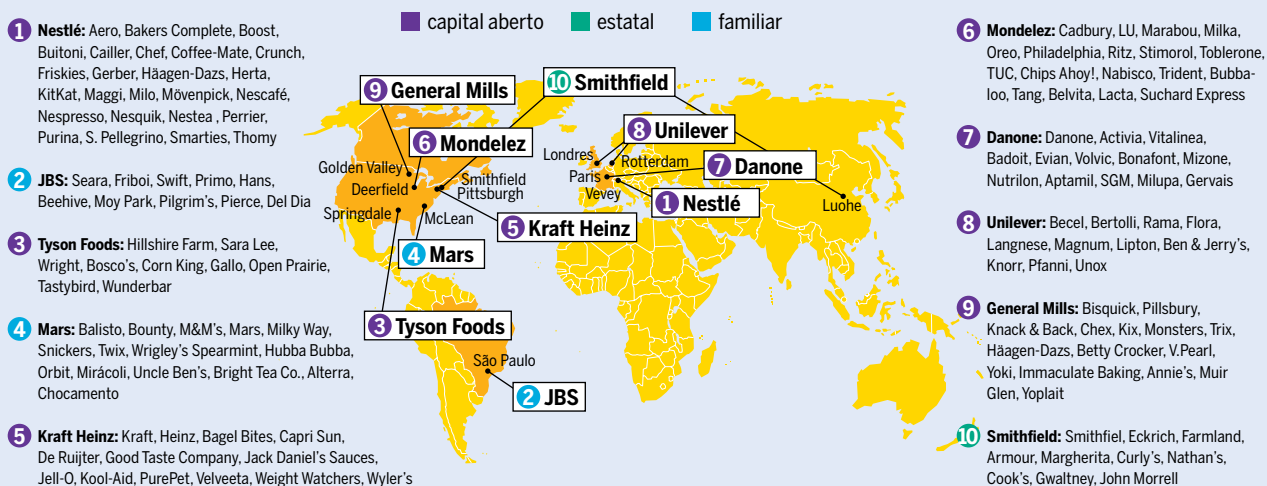 capital aberto
estatal
familiar
1 Nestlé: Aero, Bakers Complete, Boost,
Buitoni, Cailler, Chef, Coffee-Mate, Crunch,
Friskies, Gerber, Häagen-Dazs, Herta,
KitKat, Maggi, Milo, Mövenpick, Nescafé,
Nespresso, Nesquik, Nestea , Perrier,
Purina, S. Pellegrino, Smarties, Thomy
2 JBS: Seara, Friboi, Swift, Primo, Hans,
Beehive, Moy Park, Pilgrim's, Pierce, Del Dia
3 Tyson Foods: Hillshire Farm, Sara Lee,
Wright, Bosco's, Corn King, Gallo, Open Prairie,
Tastybird, Wunderbar
4 Mars: Balisto, Bounty, M&M's, Mars, Milky Way,
Snickers, Twix, Wrigley's Spearmint, Hubba Bubba,
Orbit, Mirácoli, Uncle Ben's, Bright Tea Co., Alterra,
Chocamento
5 Kraft Heinz: Kraft, Heinz, Bagel Bites, Capri Sun,
De Ruijter, Good Taste Company, Jack Daniel's Sauces,
Jell-O, Kool-Aid, PurePet, Velveeta, Weight Watchers, Wyler's
9 General Mills
10 Smithfield
6 Mondelez
8 Unilever
Londres
Rotterdam
7 Danone
Golden Valley
Paris
Smithfield
Deerfield
Pittsburgh
Vevey
1 Nestlé
Luohe
Springdale
McLean
5 Kraft Heinz
4 Mars
3 Tyson Foods
São Paulo
2 JBS
6 Mondelez: Cadbury, LU, Marabou, Milka,
Oreo, Philadelphia, Ritz, Stimorol, Toblerone,
TUC, Chips Ahoy!, Nabisco, Trident, Bubba-
loo, Tang, Belvita, Lacta, Suchard Express
7 Danone: Danone, Activia, Vitalinea,
Badoit, Evian, Volvic, Bonafont, Mizone,
Nutrilon, Aptamil, SGM, Milupa, Gervais
8 Unilever: Becel, Bertolli, Rama, Flora,
Langnese, Magnum, Lipton, Ben & Jerry's,
Knorr, Pfanni, Unox
9 General Mills: Bisquick, Pillsbury,
Knack & Back, Chex, Kix, Monsters, Trix,
Häagen-Dazs, Betty Crocker, V.Pearl,
Yoki, Immaculate Baking, Annie's, Muir
Glen, Yoplait
10 Smithfield: Smithfiel, Eckrich, Farmland,
Armour, Margherita, Curly's, Nathan's,
Cook's, Gwaltney, John Morrell